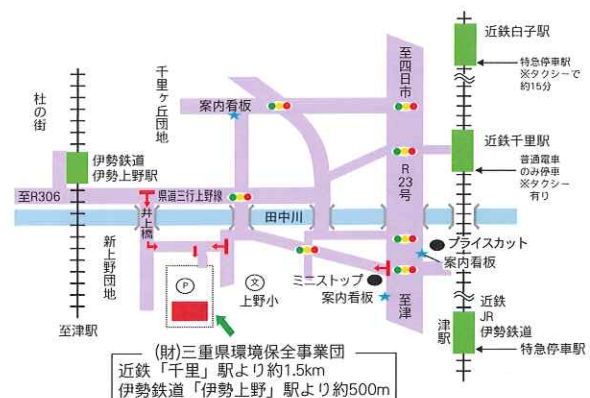 近鉄白子駅
特急停車駅
※タクシーで
約15分
至四日市
千里ヶ丘団地
案内看板
杜の街
近鉄千里駅
普通電車
のみ停車
※タクシー
有り
伊勢鉄道
伊勢上野駅
R23号
至R306
県道三行上野線
井上橋
田中川
新上野団地
プライスカット
案内看板
P
文
上野小
ミニストップ
案内看板
至津
近鉄
JR
伊勢鉄道
津駅
特急停車駅
至津駅
(財)三重県環境保全事業団
近鉄「千里」駅より約1.5km
伊勢鉄道「伊勢上野」駅より約500m